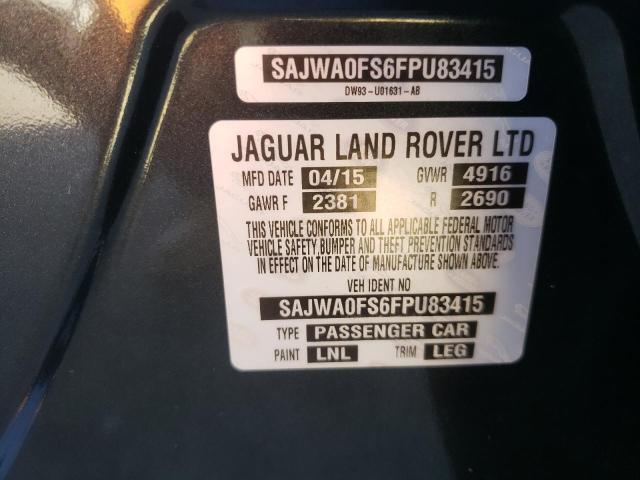 SAJWA0FS6FPU83415
DW93-U01631-AB
JAGUAR LAND ROVER LTD
MFD DATE 04/15 GVWR 4916
GAWR F 2381 R 2690
THIS VEHICLE CONFORMS TO ALL APPLICABLE FEDERAL MOTOR
VEHICLE SAFETY,BUMPER AND THEFT PREVENTION STANDARDS
IN EFFECT ON THE DATE OF MANUFACTURE SHOWN ABOVE.
VEH IDENT NO
SAJWA0FS6FPU83415
TYPE PASSENGER CAR
PAINT LNL TRIM LEG